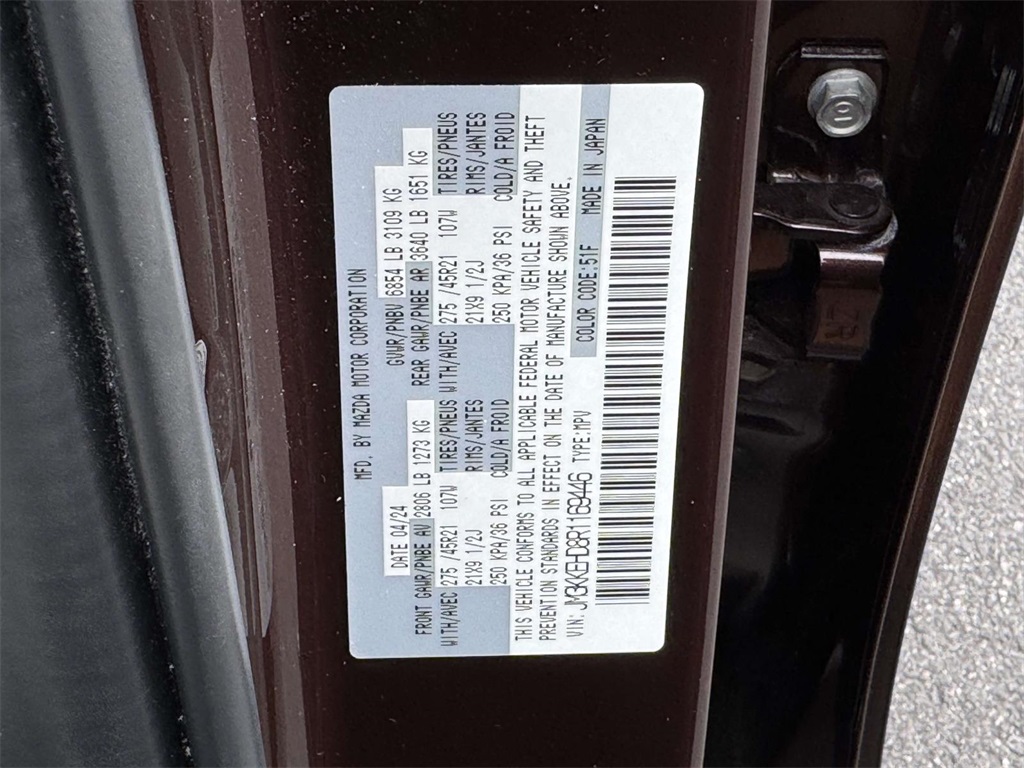 MFD. BY MAZDA MOTOR CORPORATION
DATE 04/24 GVWR/PNBV 6854 LB 3109 KG
FRONT GAWR/PNBE AV 2806 LB 1273 KG REAR GAWR/PNBE AR 3640 LB 1651 KG
WITH/AVEC 275 /45R21 107W TIRES/PNEUS WITH/AVEC 275 /45R21 107W TIRES/PNEUS
21X9 1/2J RIMS/JANTES 21X9 1/2J RIMS/JANTES
250 KPA/36 PSI COLD/A FROID 250 KPA/36 PSI COLD/A FROID
THIS VEHICLE CONFORMS TO ALL APPLICABLE FEDERAL MOTOR VEHICLE SAFETY AND THEFT
PREVENTION STANDARDS IN EFFECT ON THE DATE OF MANUFACTURE SHOWN ABOVE.
VIN: JM3KKEHD8R1169446 TYPE:MPV COLOR CODE:51F MADE IN JAPAN